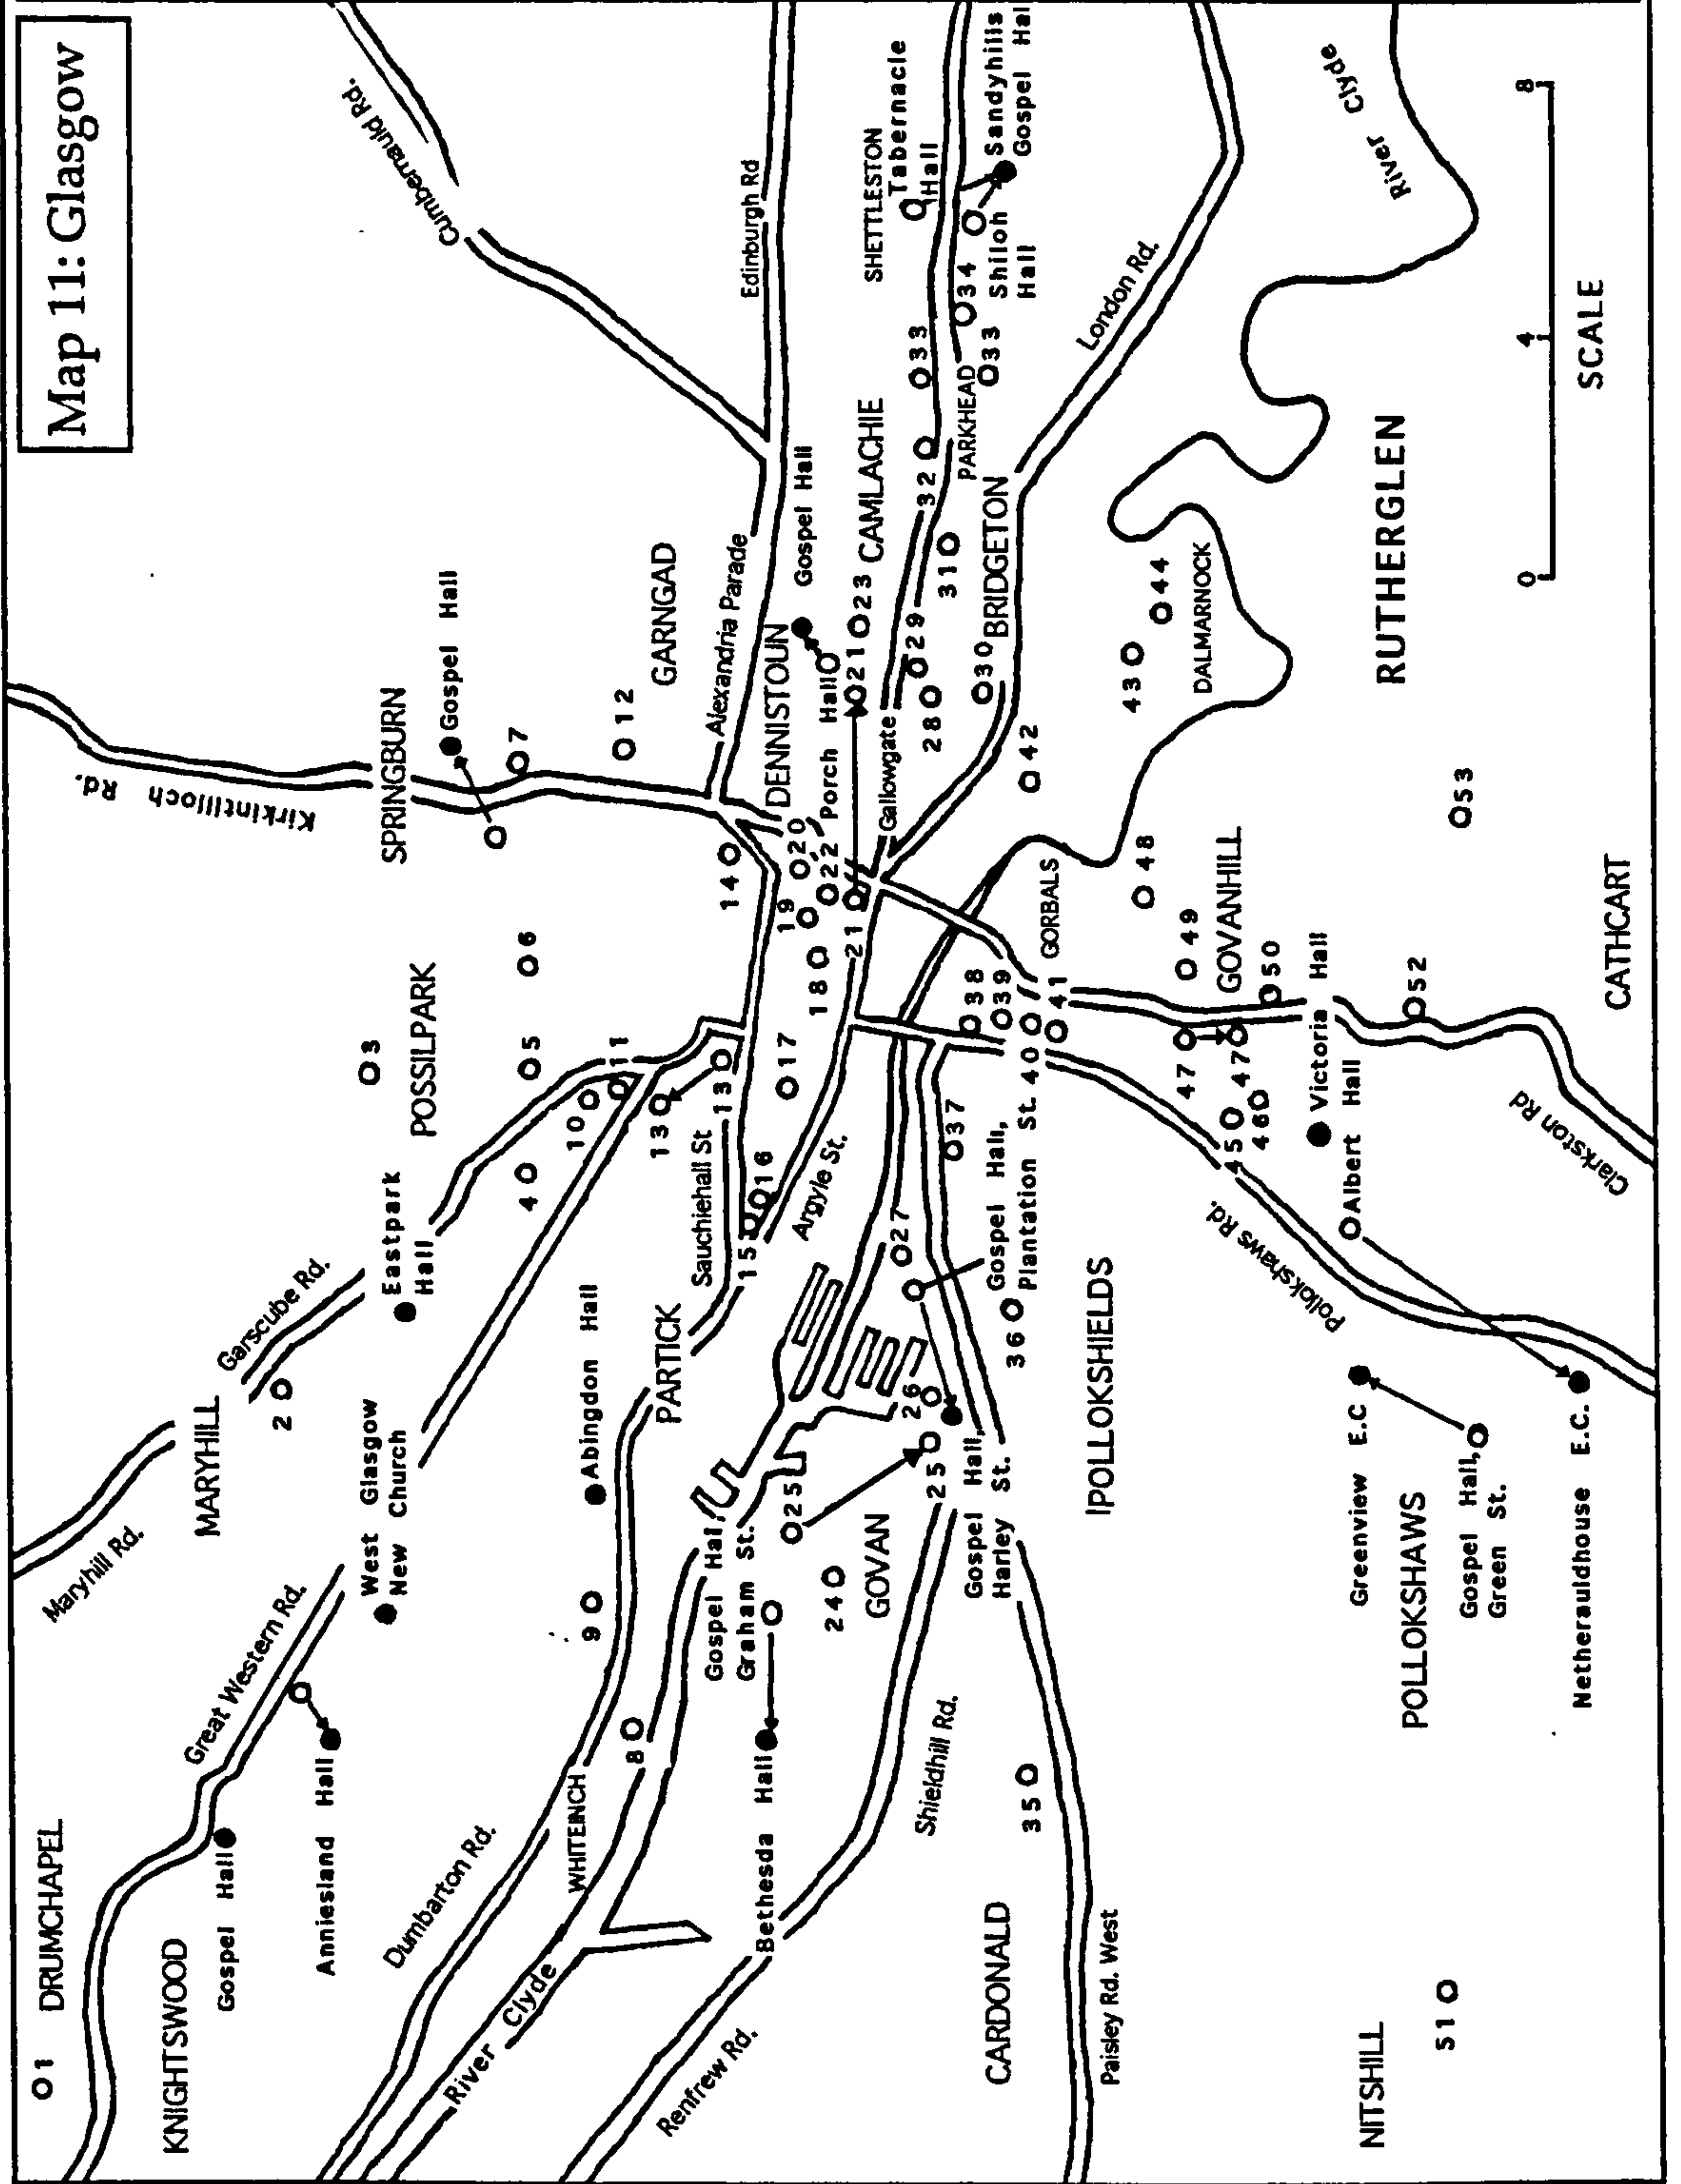 Map 11: Glasgow
1
DRUMCHAPEL
KNIGHTSWOOD
Gospel Hall
Anniesland Hall
Great Western Rd.
Maryhill Rd.
MARYHILL
West Glasgow
New Church
2
Garscube Rd.
Eastpark
Hall
3
POSSILPARK
4
5
6
10
11
13
13
Kirkintilloch
Rd.
SPRINGBURN
Gospel Hall
7
12
GARNGAD
Cumbernauld Rd.
Dumbarton Rd.
WHITEINCH
8
9
Abingdon Hall
PARTICK
Sauchiehall St
15
16
Argyle St.
14
17
18
19
20
22
21
Alexandria Parade
DENNISTOUN
Porch Hall
Gospel Hall
Edinburgh Rd
21
23
CAMLACHIE
Gallowgate
28
29
30
31
32
33
PARKHEAD
33
34
SHETTLESTON
Tabernacle
Hall
Shiloh
Hall
Sandyhills
Gospel Hal
BRIDGETON
London Rd.
River Clyde
River Clyde
Renfrew Rd.
Bethesda Hall
Gospel Hall,
Graham St.
24
25
GOVAN
25
26
27
Gospel Hall,
Harley St.
Gospel Hall,
Plantation St.
36
37
38
39
40
41
GORBALS
42
43
44
DALMARNOCK
Shieldhill Rd.
35
CARDONALD
Paisley Rd. West
IPOLLOKSHIELDS
Pollokshaws Rd.
45
46
47
47
48
49
GOVANHILL
50
Victoria Hall
Albert
Hall
52
53
RUTHERGLEN
CATHCART
Clarkston Rd
Greenview E.C
POLLOKSHAWS
Gospel Hall,
Green St.
Netherauldhouse E.C.
NITSHILL
51
0
4
8
SCALE